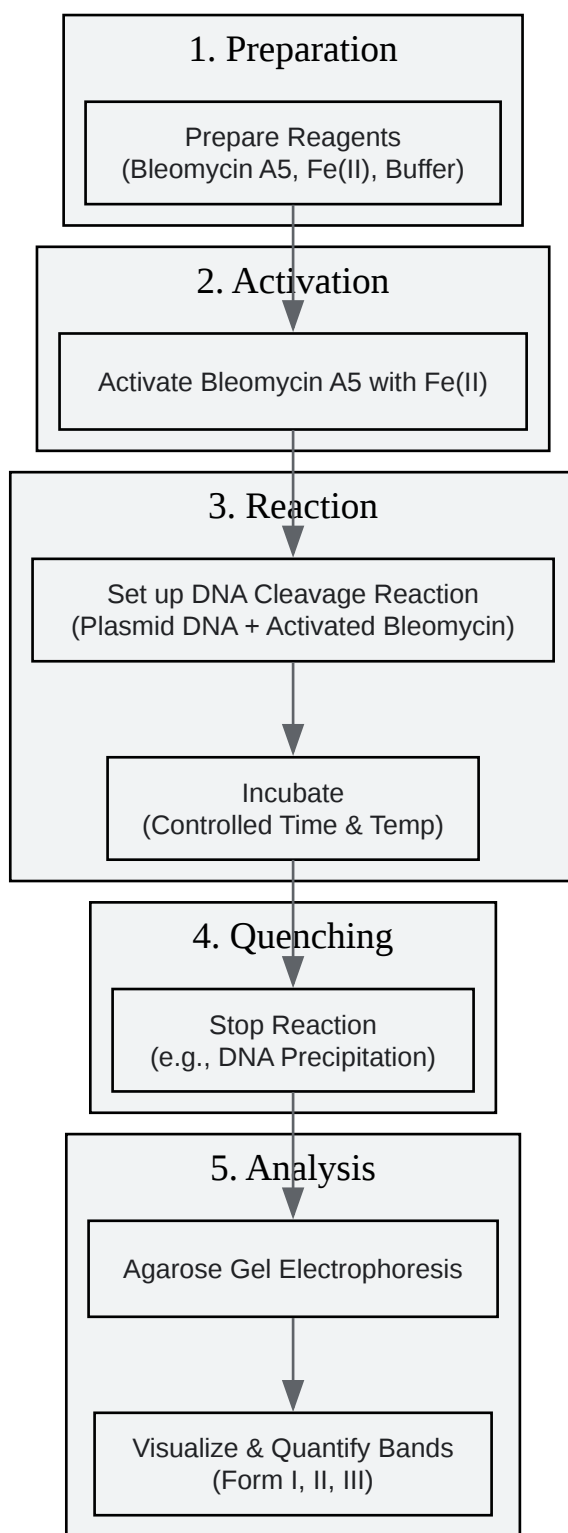 1. Preparation
Prepare Reagents
(Bleomycin A5, Fe(II), Buffer)
2. Activation
Activate Bleomycin A5 with Fe(II)
3. Reaction
Set up DNA Cleavage Reaction
(Plasmid DNA + Activated Bleomycin)
Incubate
(Controlled Time & Temp)
4. Quenching
Stop Reaction
(e.g., DNA Precipitation)
5. Analysis
Agarose Gel Electrophoresis
Visualize & Quantify Bands
(Form I, II, III)